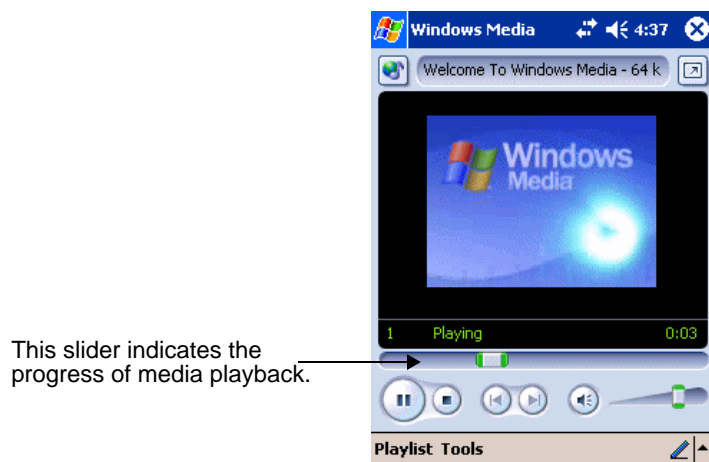 Windows Media 4:37
Welcome To Windows Media - 64 k
Windows
Media
1 Playing 0:03
This slider indicates the
progress of media playback.
Playlist Tools